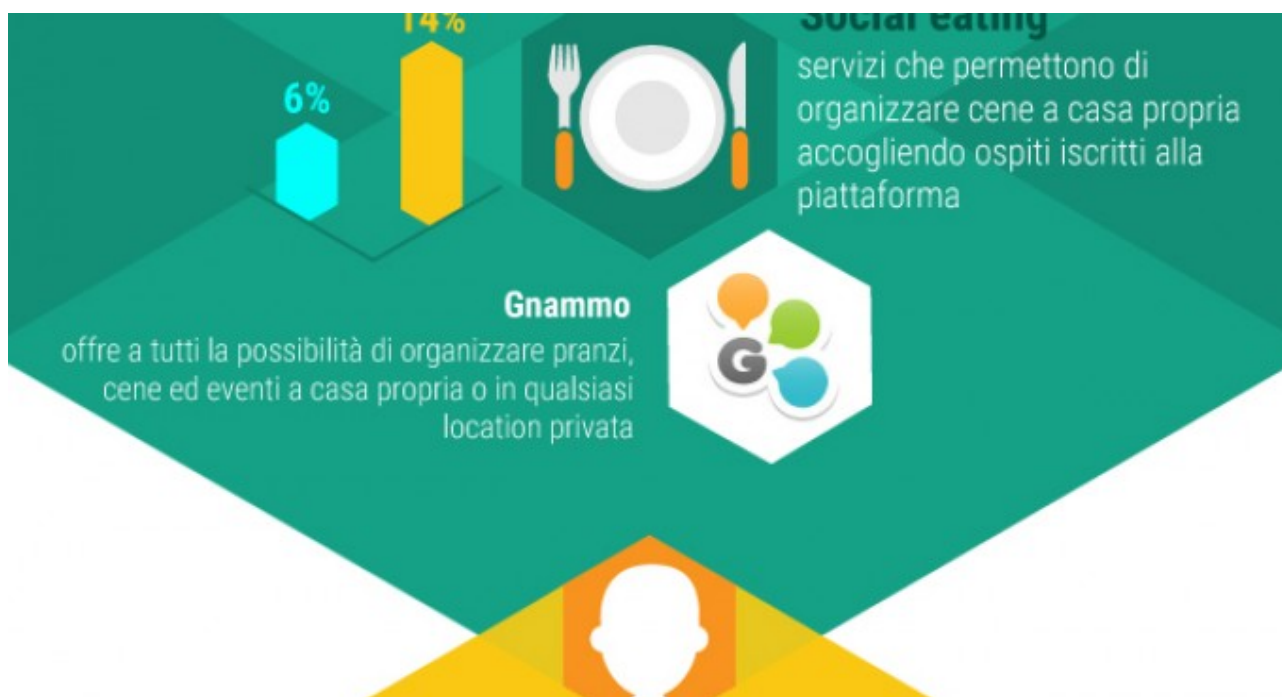 14%
6%
Social eating
servizi che permettono di
organizzare cene a casa propria
accogliendo ospiti iscritti alla
piattaforma
Gnammo
offre a tutti la possibilità di organizzare pranzi,
cene ed eventi a casa propria o in qualsiasi
location privata
G